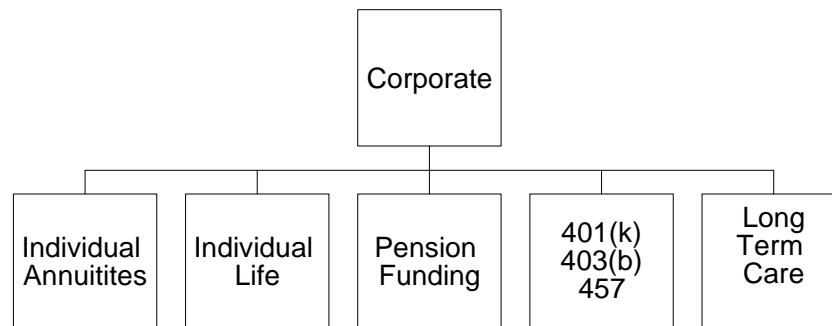 Corporate
Individual
Annuitites
Individual
Life
Pension
Funding
401(k)
403(b)
457
Long
Term
Care